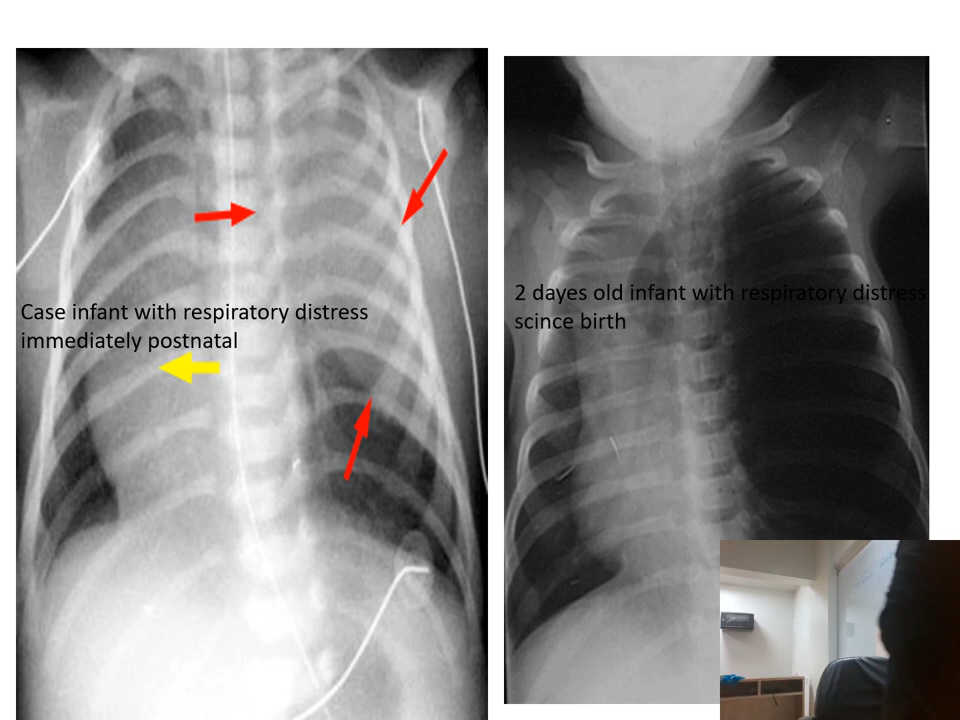 Case infant with respiratory distress
immediately postnatal
2 dayes old infant with respiratory distress
scince birth